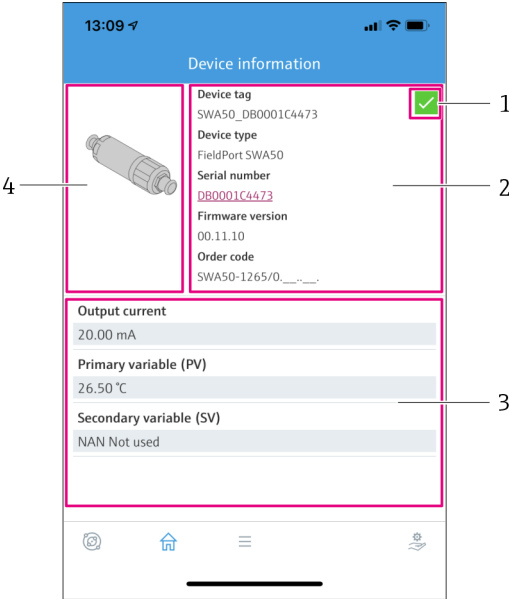 13:09
Device information
Device tag
SWA50_DB0001C4473
Device type
FieldPort SWA50
Serial number
DB0001C4473
Firmware version
00.11.10
Order code
SWA50-1265/0.__..__.
1
2
4
Output current
20.00 mA
Primary variable (PV)
26.50 °C
Secondary variable (SV)
NAN Not used
3